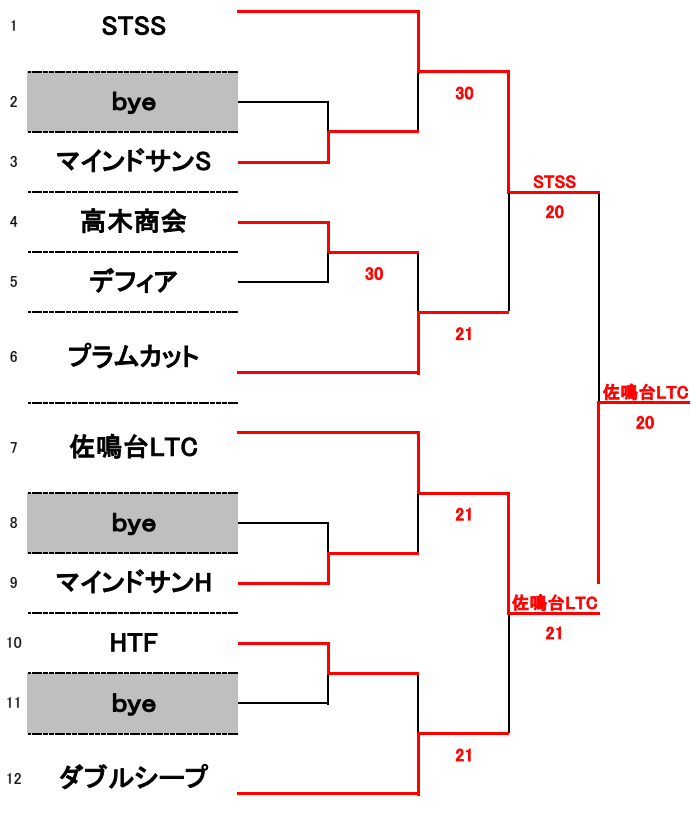 1 STSS
30
2 bye
3 マインドサンS
STSS
20
4 高木商会
30
5 デフィア
21
6 プラムカット
佐鳴台LTC
20
7 佐鳴台LTC
21
8 bye
9 マインドサンH
佐鳴台LTC
21
10 HTF
11 bye
21
12 ダブルシープ